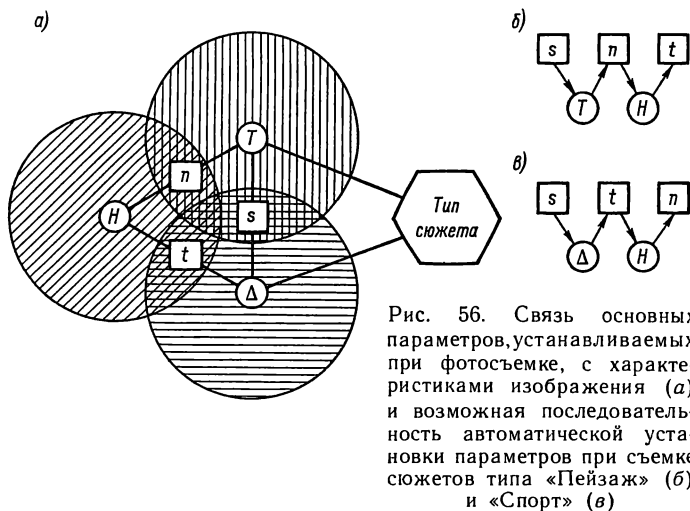 а)
T
n
H
s
t
Δ
Тип
сюжета
б)
s n t
T H
в)
s t n
Δ H
Рис. 56. Связь основных
параметров, устанавливаемых
при фотосъемке, с характе-
ристиками изображения (а)
и возможная последователь-
ность автоматической уста-
новки параметров при съемке
сюжетов типа «Пейзаж» (б)
и «Спорт» (в)